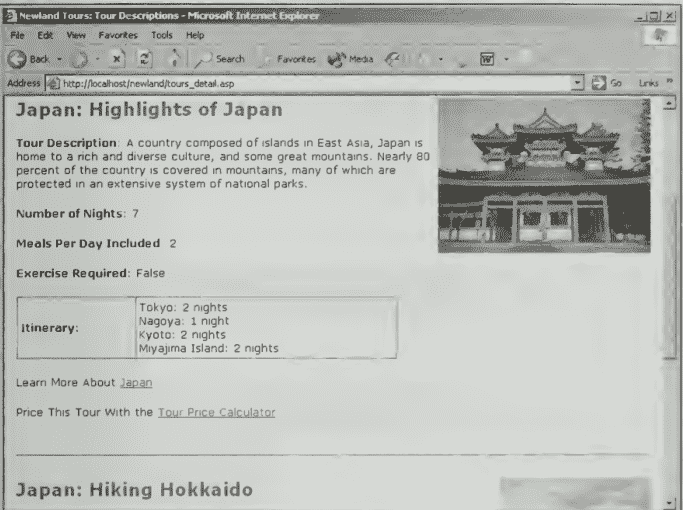 Newland Tours: Tour Descriptions - Microsoft Internet Explorer
File Edit View Favorites Tools Help
Back Search Favorites Media
Address http://localhost/newland/tours_detail.asp Go Links »
Japan: Highlights of Japan
Tour Description: A country composed of islands in East Asia, Japan is
home to a rich and diverse culture, and some great mountains. Nearly 80
percent of the country is covered in mountains, many of which are
protected in an extensive system of national parks.
Number of Nights: 7
Meals Per Day Included 2
Exercise Required: False
Itinerary:
Tokyo: 2 nights
Nagoya: 1 night
Kyoto: 2 nights
Miyajima Island: 2 nights
Learn More About Japan
Price This Tour With the Tour Price Calculator
Japan: Hiking Hokkaido